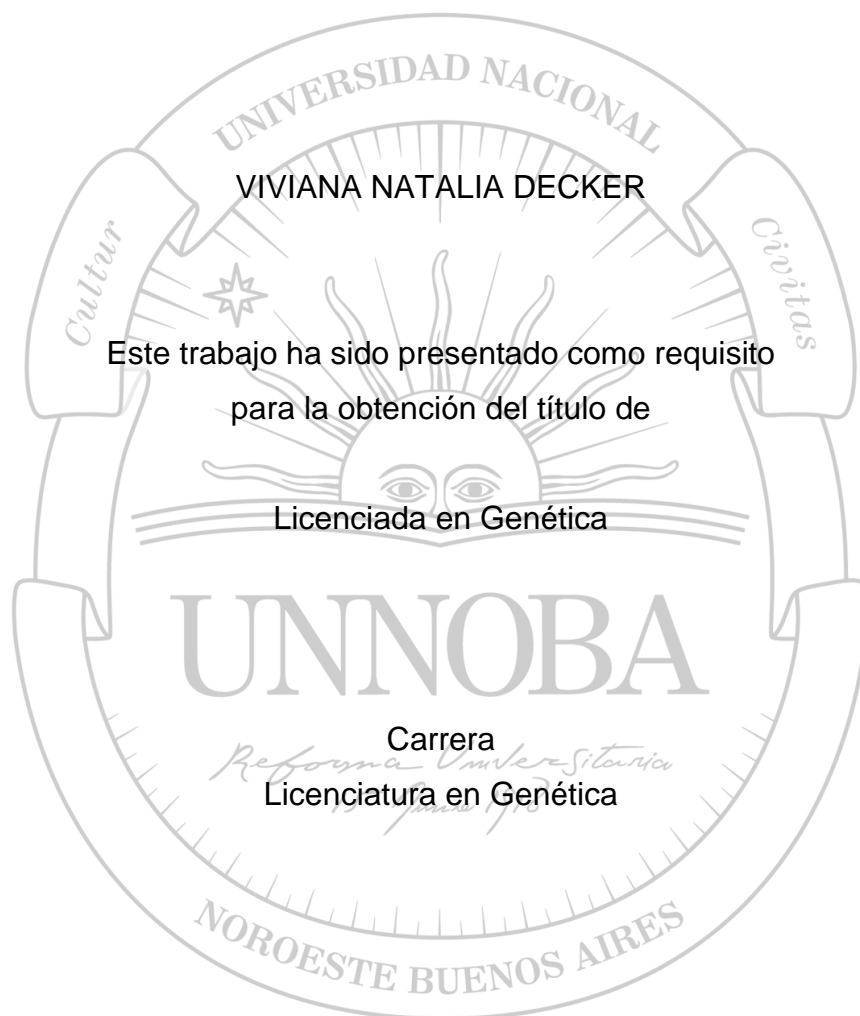 UNIVERSIDAD NACIONAL
VIVIANA NATALIA DECKER
Cultur
Civitas
Este trabajo ha sido presentado como requisito
para la obtención del título de
Licenciada en Genética
UNNOBA
Carrera
Reforma Universitaria
Licenciatura en Genética
NOROESTE BUENOS AIRES